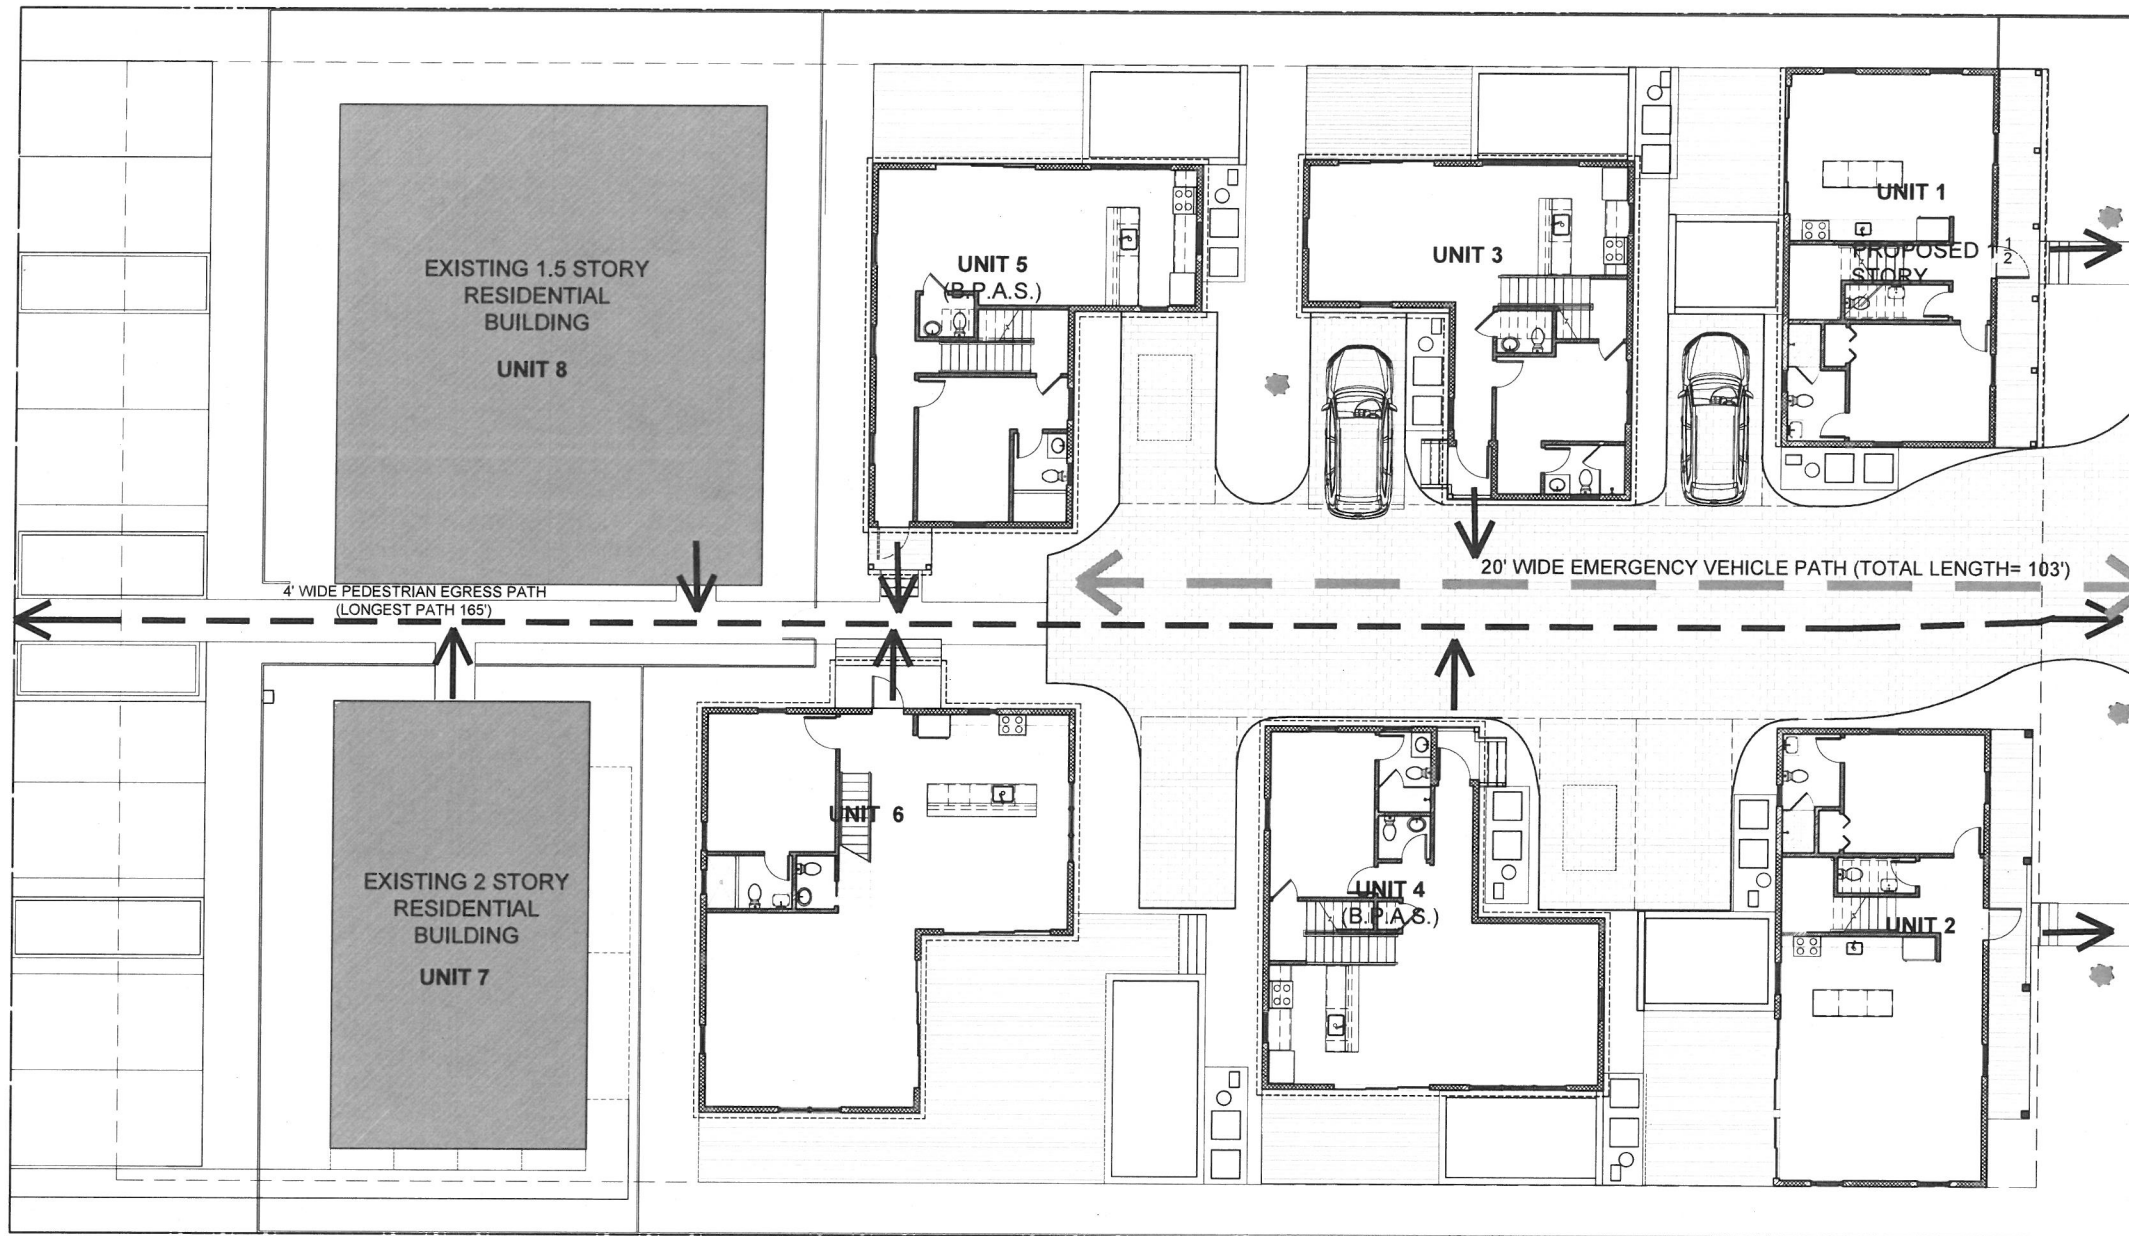 EXISTING 1.5 STORY
RESIDENTIAL
BUILDING
UNIT 8
UNIT 5
(B.P.A.S.)
UNIT 3
UNIT 1
PROPOSED 1 1/2
STORY
20' WIDE EMERGENCY VEHICLE PATH (TOTAL LENGTH= 103')
4' WIDE PEDESTRIAN EGRESS PATH
(LONGEST PATH 165')
EXISTING 2 STORY
RESIDENTIAL
BUILDING
UNIT 7
UNIT 6
UNIT 4
(B.P.A.S.)
UNIT 2